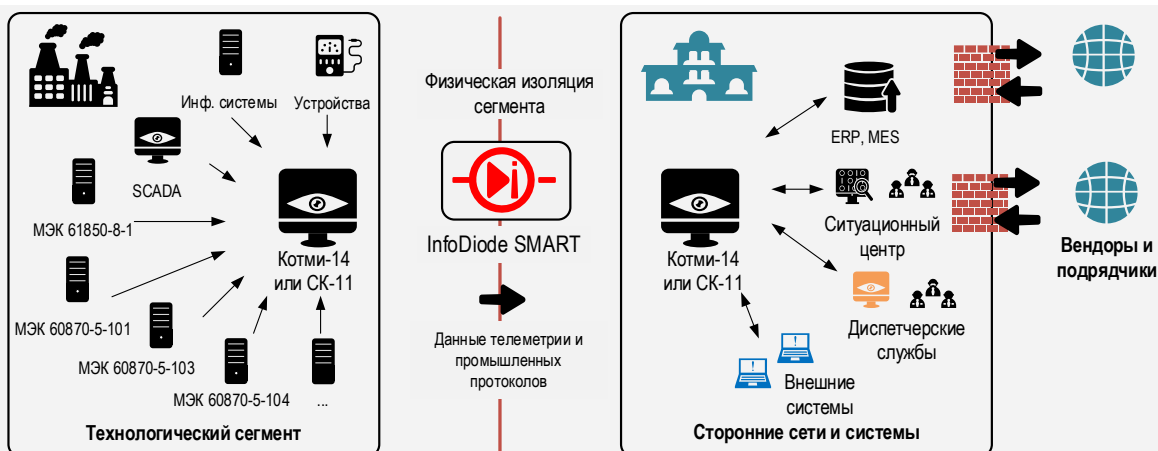 Инф. системы
Устройства
SCADA
МЭК 61850-8-1
Котми-14
или СК-11
МЭК 60870-5-101
МЭК 60870-5-103
МЭК 60870-5-104
...
Технологический сегмент
Физическая изоляция
сегмента
InfoDiode SMART
Данные телеметрии и
промышленных
протоколов
ERP, MES
Котми-14
или СК-11
Ситуационный
центр
Диспетчерские
службы
Внешние
системы
Сторонние сети и системы
Вендоры и
подрядчики